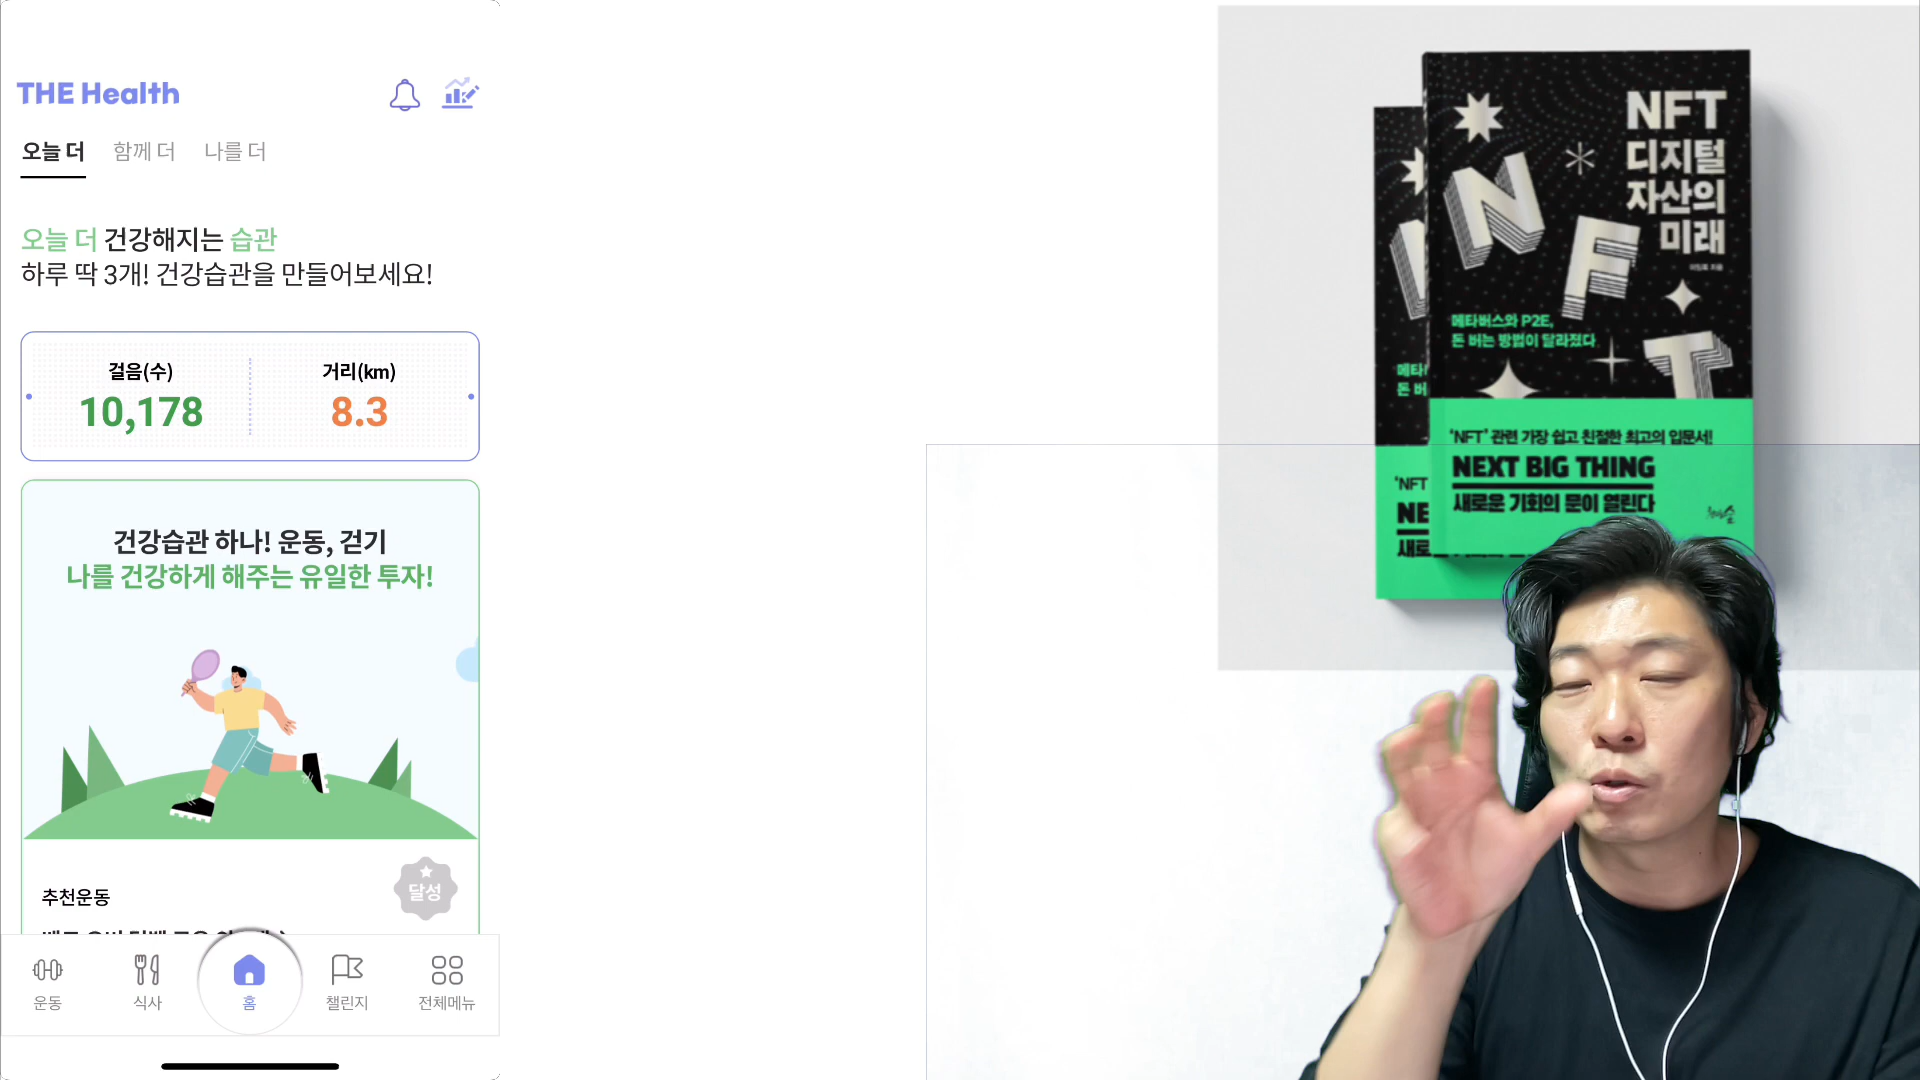 THE Health
오늘 더 함께 더 나를 더
오늘 더 건강해지는 습관
하루 딱 3개! 건강습관을 만들어보세요!
걸음(수) 거리(km)
10,178 8.3
건강습관 하나! 운동, 걷기
나를 건강하게 해주는 유일한 투자!
추천운동
달성
운동 식사 홈 챌린지 전체메뉴
NFT
디지털
자산의
미래
N
F
T
메타버스와 P2E,
돈 버는 방법이 달라졌다
'NFT' 관련 가장 쉽고 친절한 최고의 입문서!
NEXT BIG THING
새로운 기회의 문이 열린다
돈 버
'NFT
NE